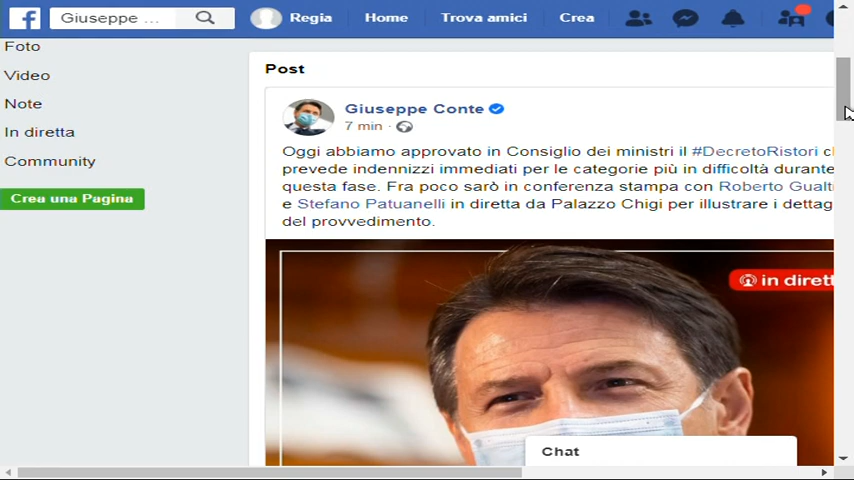 Giuseppe ...
Regia
Home
Trova amici
Crea
Foto
Video
Note
In diretta
Community
Crea una Pagina
Post
Giuseppe Conte
7 min ·
Oggi abbiamo approvato in Consiglio dei ministri il #DecretoRistori
prevede indennizzi immediati per le categorie più in difficoltà durante
questa fase. Fra poco sarò in conferenza stampa con Roberto Gualt
e Stefano Patuanelli in diretta da Palazzo Chigi per illustrare i dettag
del provvedimento.
in dirett
Chat